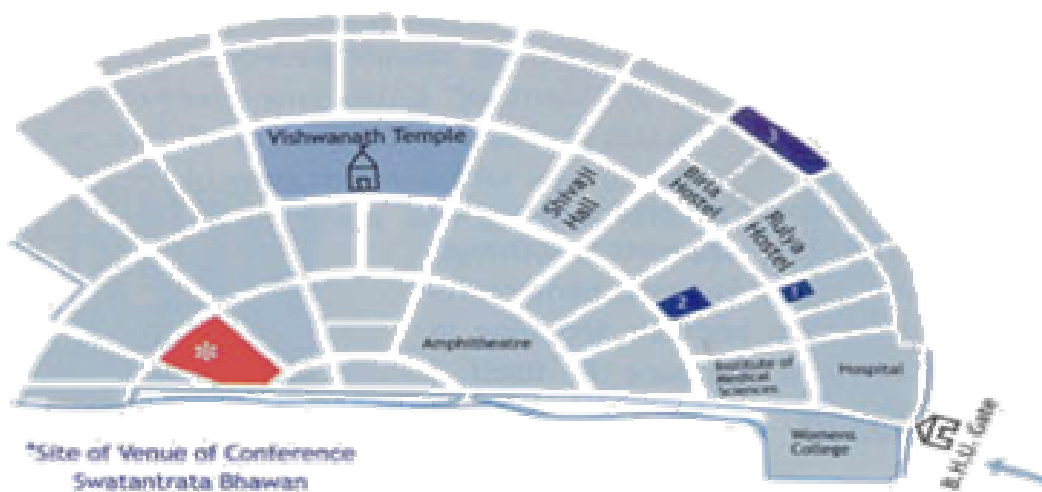 Vishwanath Temple
Shivaji
Hall
Birla
Hostel
Ruiya
Hostel
Amphitheatre
Institute of
Medical
Sciences
Hospital
Womens
College
B.H.U. Gate
*
*Site of Venue of Conference
Swatantrata Bhawan